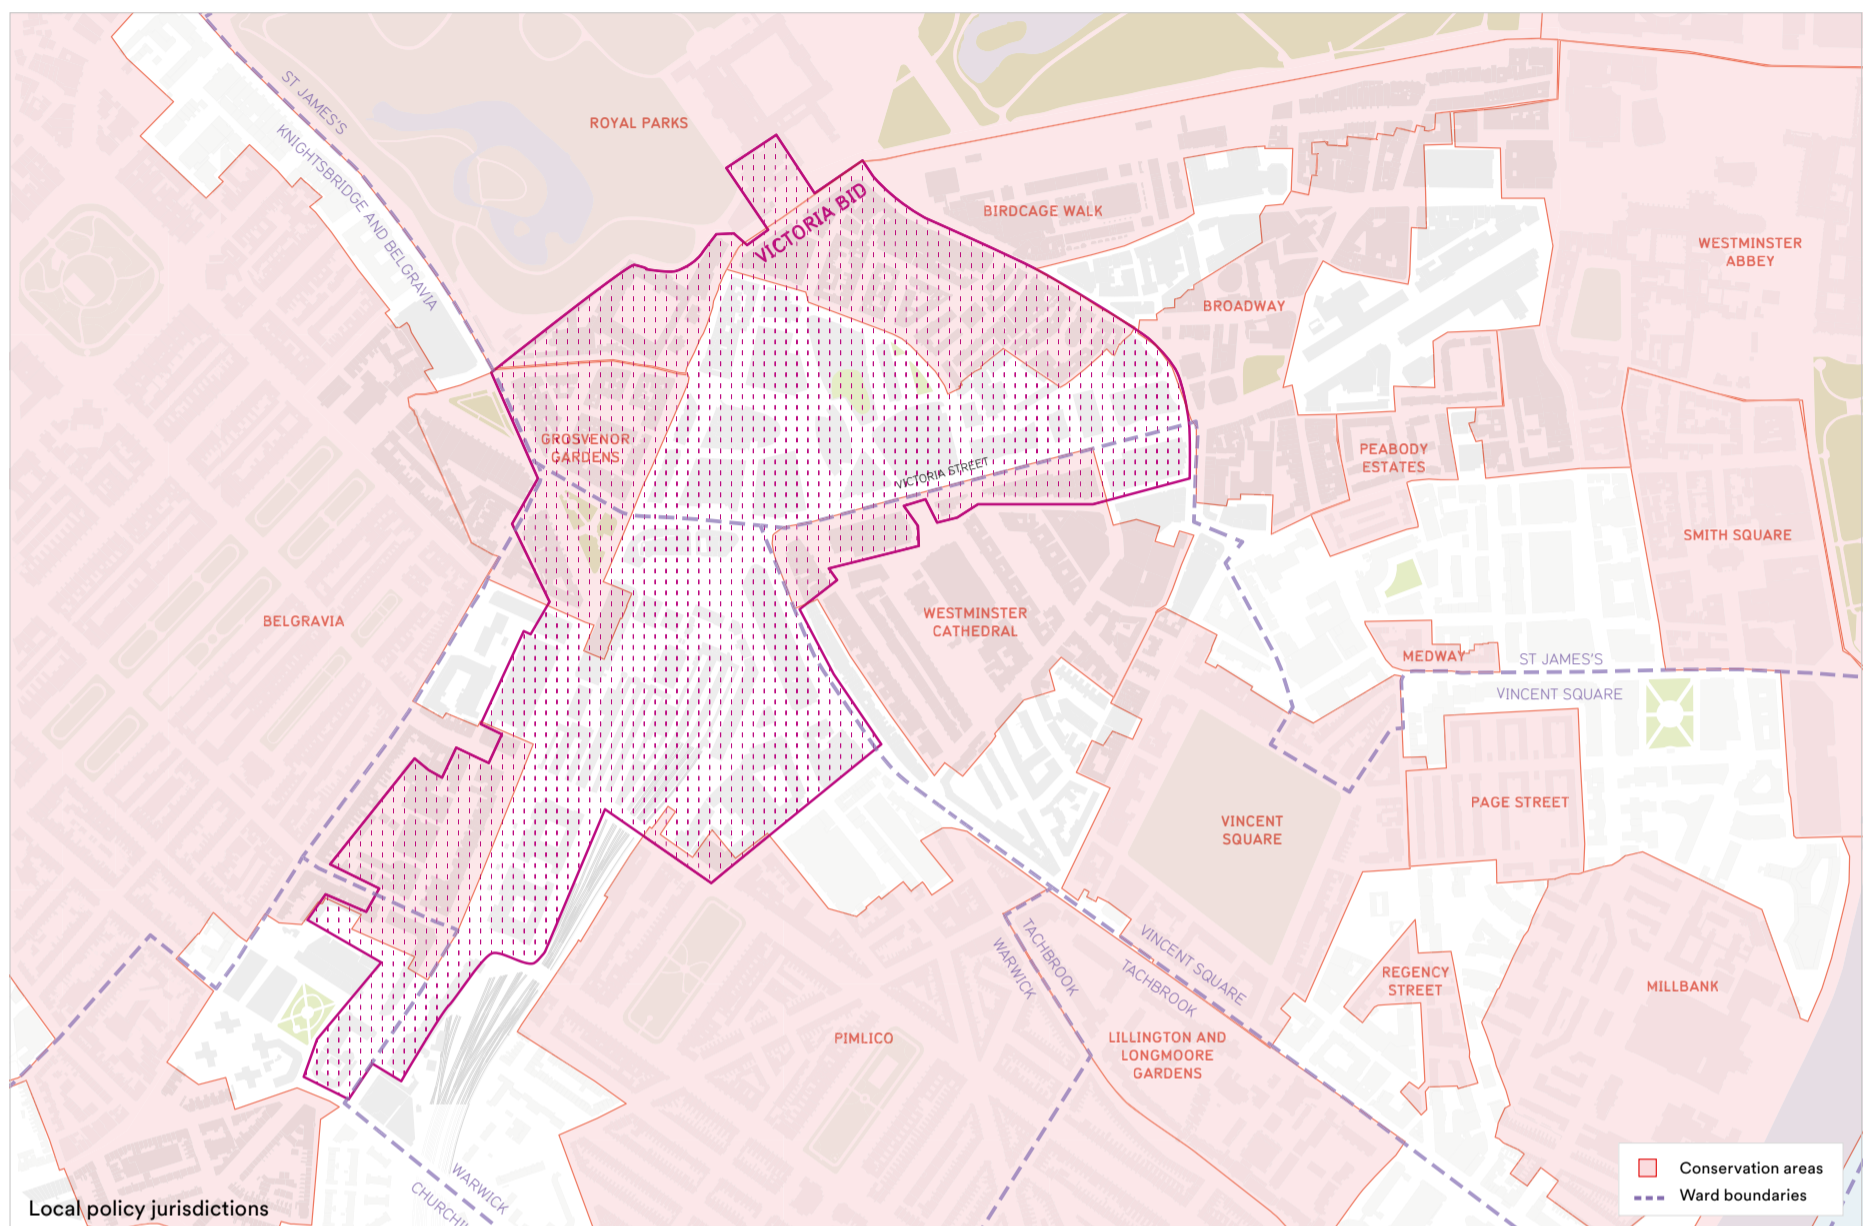 ST JAMES'S
KNIGHTSBRIDGE AND BELGRAVIA
ROYAL PARKS
VICTORIA BID
BIRDCAGE WALK
WESTMINSTER
ABBEY
BROADWAY
GROSVENOR
GARDENS
VICTORIA STREET
PEABODY
ESTATES
SMITH SQUARE
BELGRAVIA
WESTMINSTER
CATHEDRAL
MEDWAY
ST JAMES'S
VINCENT SQUARE
PAGE STREET
VINCENT
SQUARE
TACHBROOK
WARWICK
VINCENT SQUARE
TACHBROOK
REGENCY
STREET
MILLBANK
PIMLICO
LILLINGTON AND
LONGMOORE
GARDENS
WARWICK
Conservation areas
Ward boundaries
Local policy jurisdictions